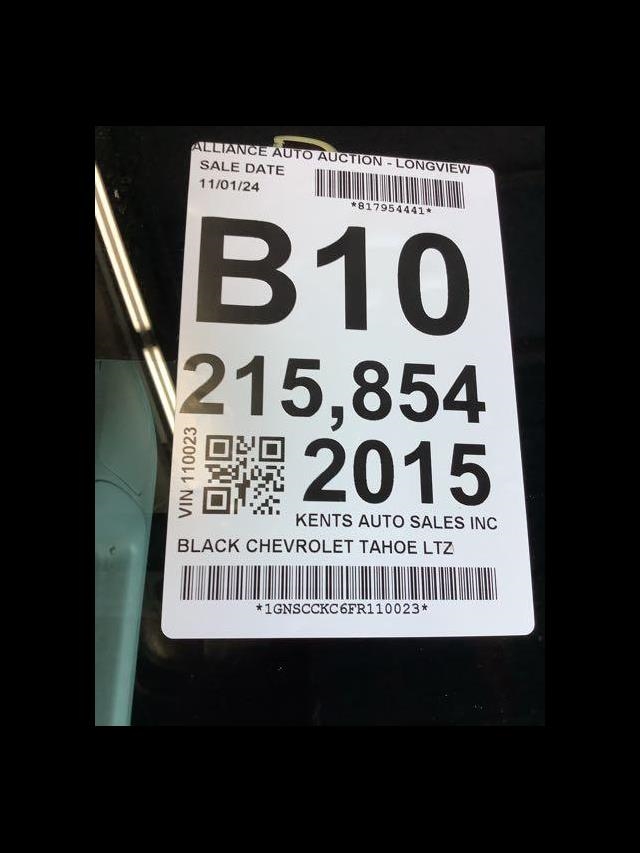 ALLIANCE AUTO AUCTION - LONGVIEW
SALE DATE
11/01/24
*817954441*
B10
215,854
VIN 110023
2015
KENTS AUTO SALES INC
BLACK CHEVROLET TAHOE LTZ
*1GNSCCKC6FR110023*